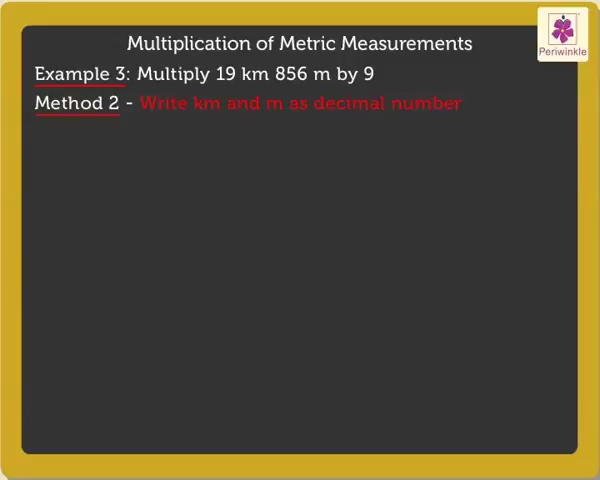 Multiplication of Metric Measurements
Periwinkle
Example 3: Multiply 19 km 856 m by 9
Method 2 - Write km and m as decimal number